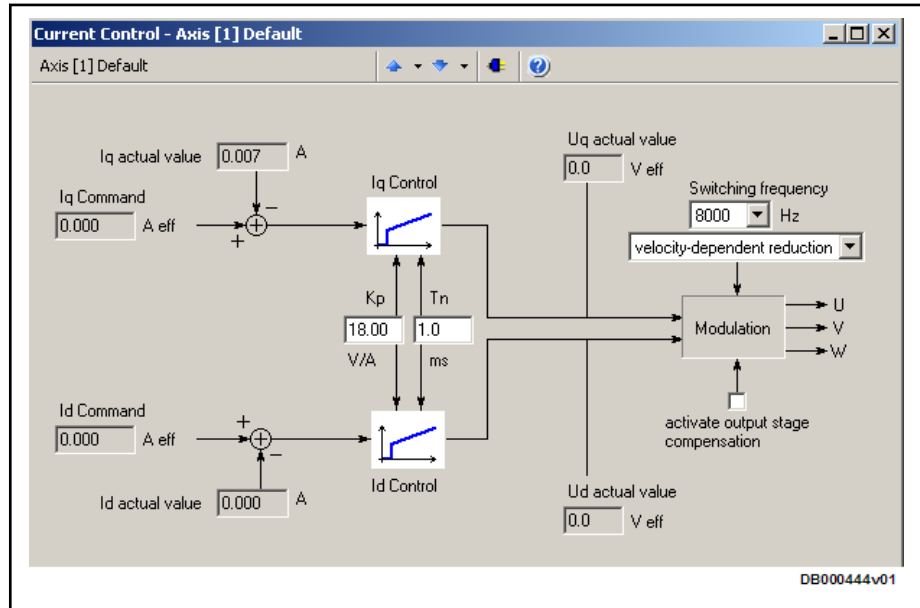 Current Control - Axis [1] Default
Axis [1] Default
Iq actual value 0.007 A
Iq Command
0.000 A eff
+
−
Iq Control
Uq actual value
0.0 V eff
Switching frequency
8000 Hz
velocity-dependent reduction
Kp Tn
18.00 1.0
V/A ms
Modulation
U
V
W
Id Command
0.000 A eff
+
−
Id actual value 0.000 A
Id Control
activate output stage
compensation
Ud actual value
0.0 V eff
DB000444v01